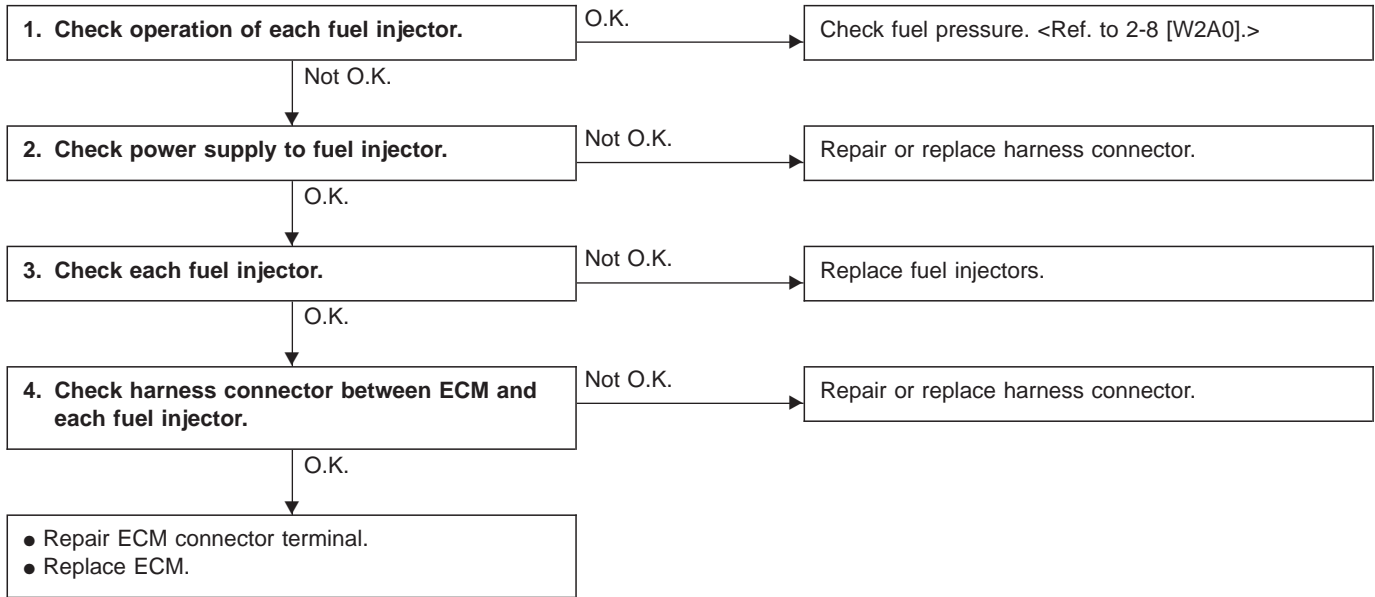 1. Check operation of each fuel injector.
O.K.
Check fuel pressure. <Ref. to 2-8 [W2A0].>
Not O.K.
2. Check power supply to fuel injector.
Not O.K.
Repair or replace harness connector.
O.K.
3. Check each fuel injector.
Not O.K.
Replace fuel injectors.
O.K.
4. Check harness connector between ECM and
each fuel injector.
Not O.K.
Repair or replace harness connector.
O.K.
● Repair ECM connector terminal.
● Replace ECM.